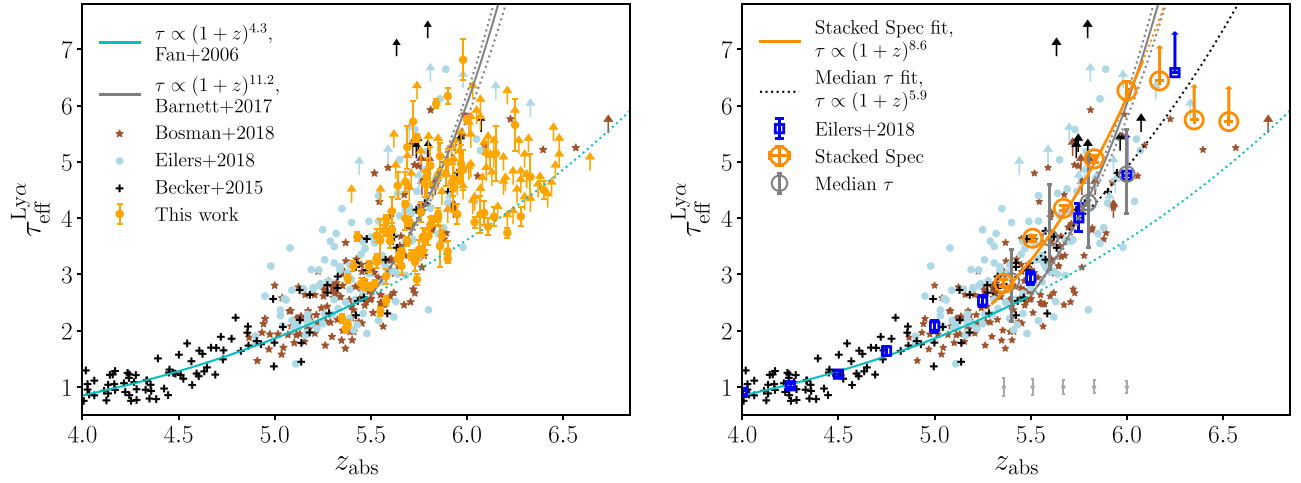 τ ∝ (1 + z)^4.3,
Fan+2006
τ ∝ (1 + z)^11.2,
Barnett+2017
Bosman+2018
Eilers+2018
Becker+2015
This work
7
6
5
4
3
2
1
τ_eff^Lyα
4.0 4.5 5.0 5.5 6.0 6.5
z_abs
Stacked Spec fit,
τ ∝ (1 + z)^8.6
Median τ fit,
τ ∝ (1 + z)^5.9
Eilers+2018
Stacked Spec
Median τ
7
6
5
4
3
2
1
τ_eff^Lyα
4.0 4.5 5.0 5.5 6.0 6.5
z_abs